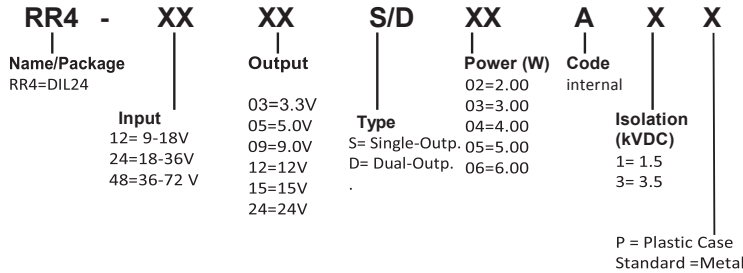 RR4 - XX XX S/D XX A X X
Name/Package
RR4=DIL24
Input
12= 9-18V
24=18-36V
48=36-72 V
Output
03=3.3V
05=5.0V
09=9.0V
12=12V
15=15V
24=24V
Type
S= Single-Outp.
D= Dual-Outp.
.
Power (W)
02=2.00
03=3.00
04=4.00
05=5.00
06=6.00
Code
internal
Isolation
(kVDC)
1= 1.5
3= 3.5
P = Plastic Case
Standard =Metal